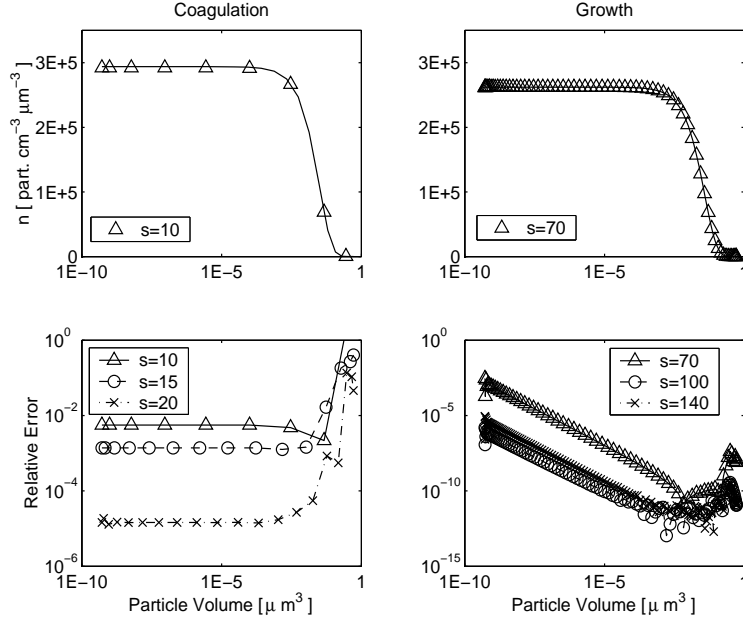 Coagulation
Growth
n [ part. cm⁻³ µm⁻³ ]
3E+5
2E+5
1E+5
0
1E−10
1E−5
1
s=10
3E+5
2E+5
1E+5
0
1E−10
1E−5
1
s=70
Relative Error
10⁰
10⁻²
10⁻⁴
10⁻⁶
1E−10
1E−5
1
Particle Volume [ µ m³ ]
s=10
s=15
s=20
10⁰
10⁻⁵
10⁻¹⁰
10⁻¹⁵
1E−10
1E−5
1
Particle Volume [ µ m³ ]
s=70
s=100
s=140